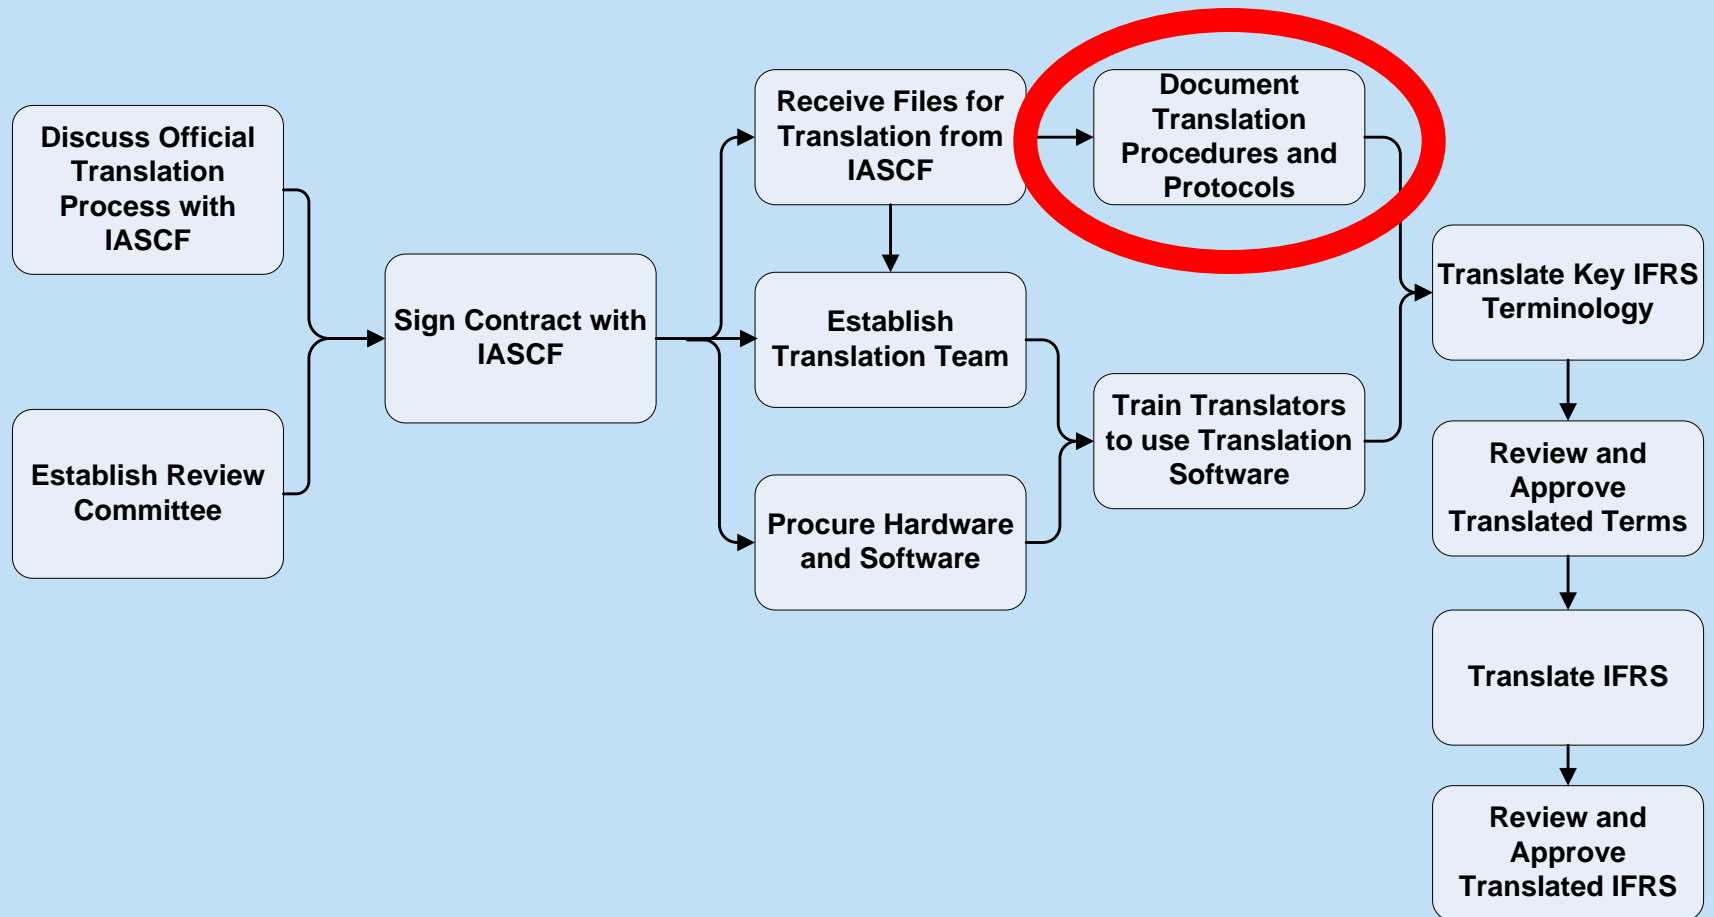 Discuss Official
Translation
Process with
IASCF
Establish Review
Committee
Sign Contract with
IASCF
Receive Files for
Translation from
IASCF
Establish
Translation Team
Procure Hardware
and Software
Document
Translation
Procedures and
Protocols
Train Translators
to use Translation
Software
Translate Key IFRS
Terminology
Review and
Approve
Translated Terms
Translate IFRS
Review and
Approve
Translated IFRS